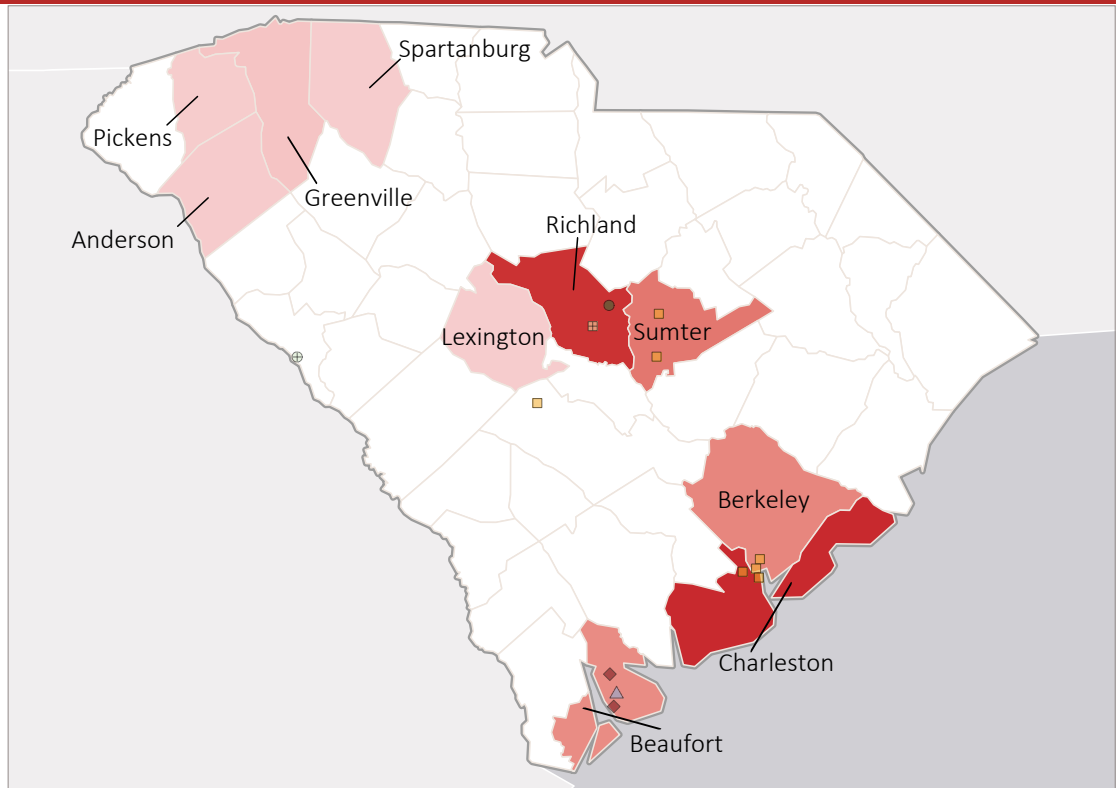 Spartanburg
Pickens
Greenville
Richland
Anderson
Lexington
Sumter
Berkeley
Charleston
Beaufort